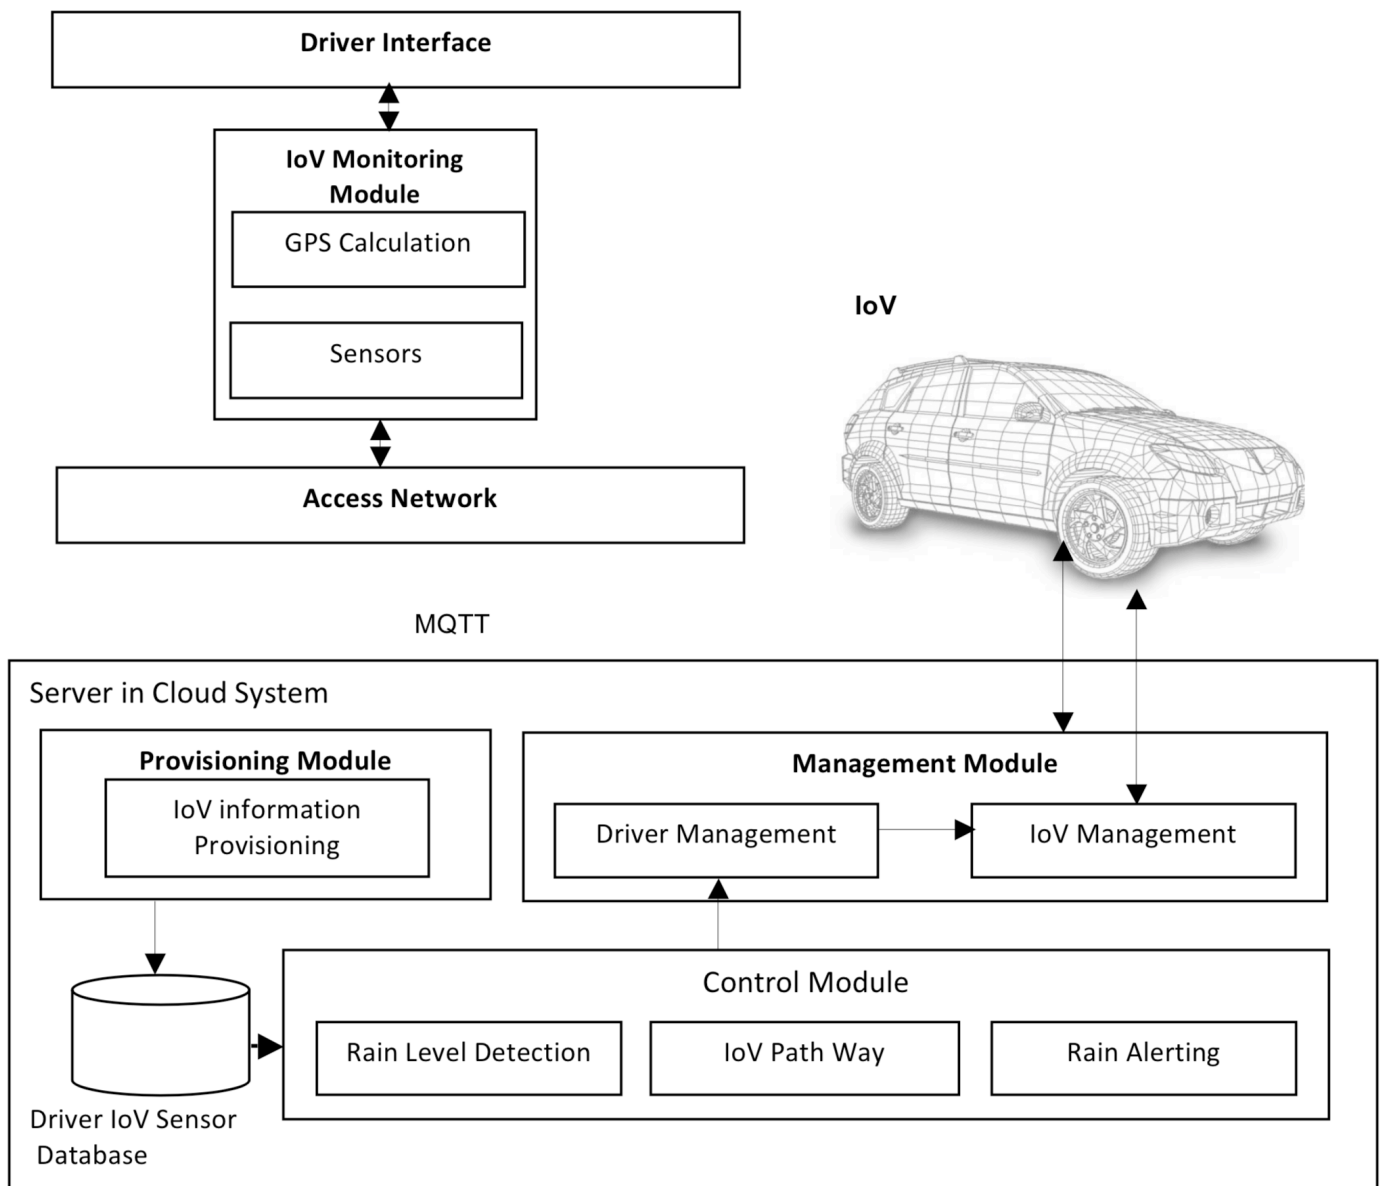 Driver Interface
IoV Monitoring
Module
GPS Calculation
Sensors
Access Network
IoV
MQTT
Server in Cloud System
Provisioning Module
IoV information
Provisioning
Management Module
Driver Management
IoV Management
Control Module
Rain Level Detection
IoV Path Way
Rain Alerting
Driver IoV Sensor
Database